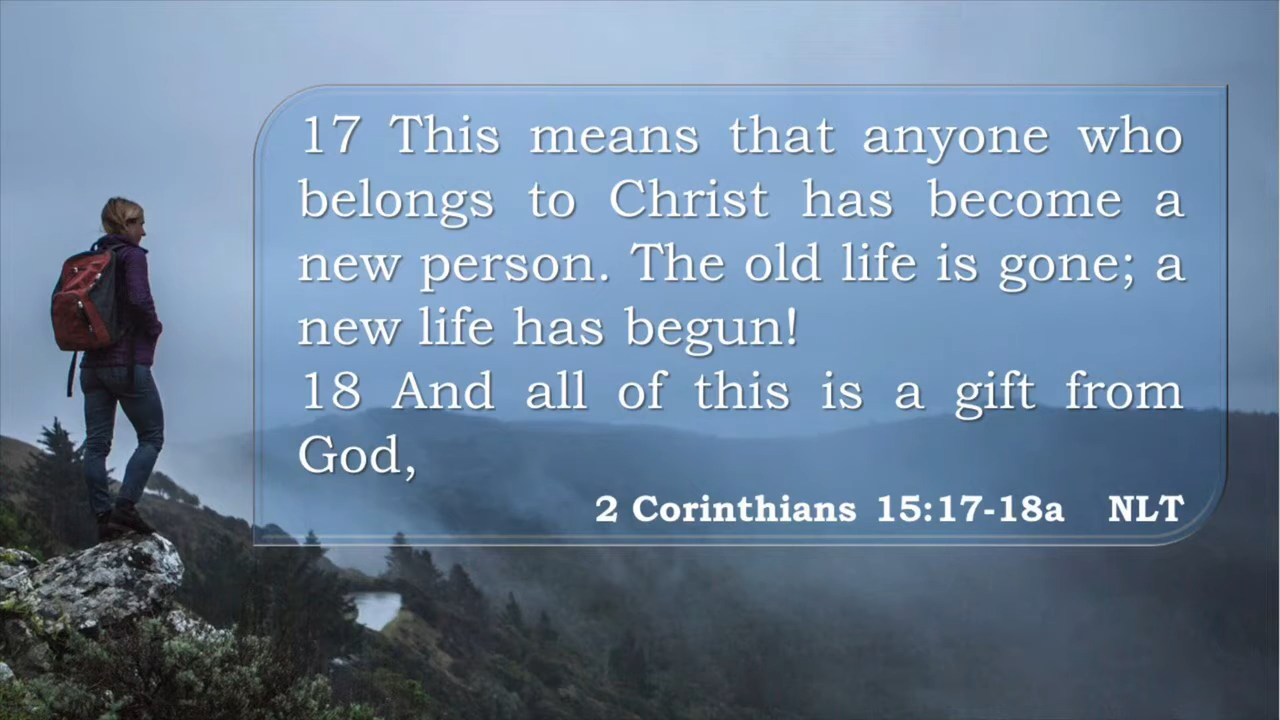 17 This means that anyone who
belongs to Christ has become a
new person. The old life is gone; a
new life has begun!
18 And all of this is a gift from
God,
2 Corinthians 15:17-18a NLT